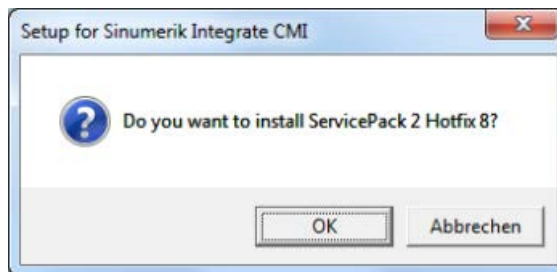 Setup for Sinumerik Integrate CMI
Do you want to install ServicePack 2 Hotfix 8?
OK
Abbrechen